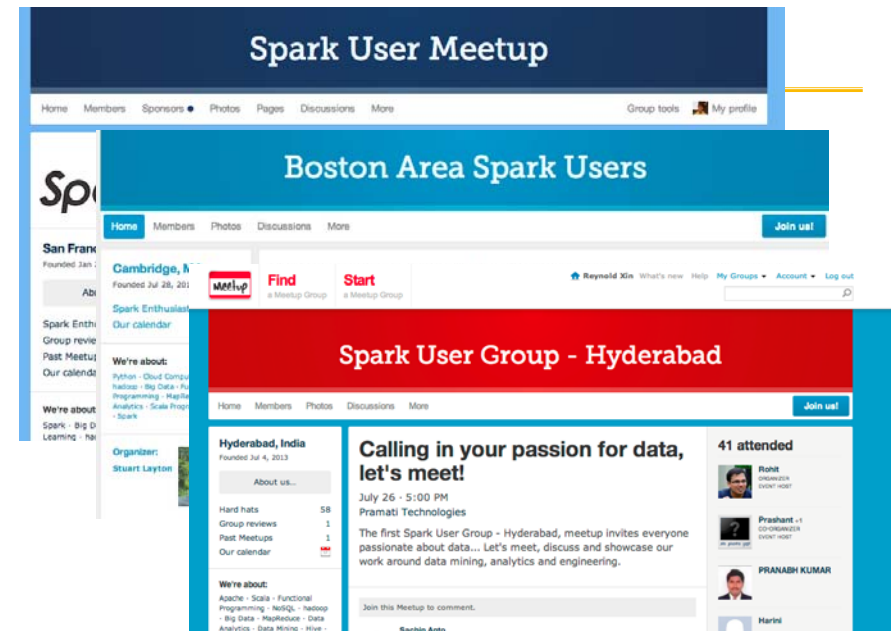 Spark User Meetup
Home Members Sponsors Photos Pages Discussions More Group tools My profile
San Fran
Founded Jan
Spark Enth
Group revie
Past Meetu
Our calenda
We're about
Spark · Big D
Learning · ha
Boston Area Spark Users
Home Members Photos Discussions More Join us!
Cambridge,
Founded Jul 28, 201
Spark Enthusiast
Our calendar
We're about:
Python · Cloud Compu
hadoop · Big Data · Fu
Programming · MapRe
Analytics · Scala Progr
· Spark
Organizer:
Stuart Layton
Meetup
Find
a Meetup Group
Start
a Meetup Group
Reynold Xin What's new Help My Groups Account Log out
Spark User Group - Hyderabad
Home Members Photos Discussions More Join us!
Hyderabad, India
Founded Jul 4, 2013
About us...
Hard hats 58
Group reviews 1
Past Meetups 1
Our calendar
We're about:
Apache · Scala · Functional
Programming · NoSQL · hadoop
· Big Data · MapReduce · Data
Analytics · Data Mining · Hive ·
Calling in your passion for data,
let's meet!
July 26 · 5:00 PM
Pramati Technologies
The first Spark User Group - Hyderabad, meetup invites everyone
passionate about data... Let's meet, discuss and showcase our
work around data mining, analytics and engineering.
Join this Meetup to comment.
Sachin Anto
41 attended
Rohit
ORGANIZER
EVENT HOST
Prashant +1
CO-ORGANIZER
EVENT HOST
PRANABH KUMAR
Harini